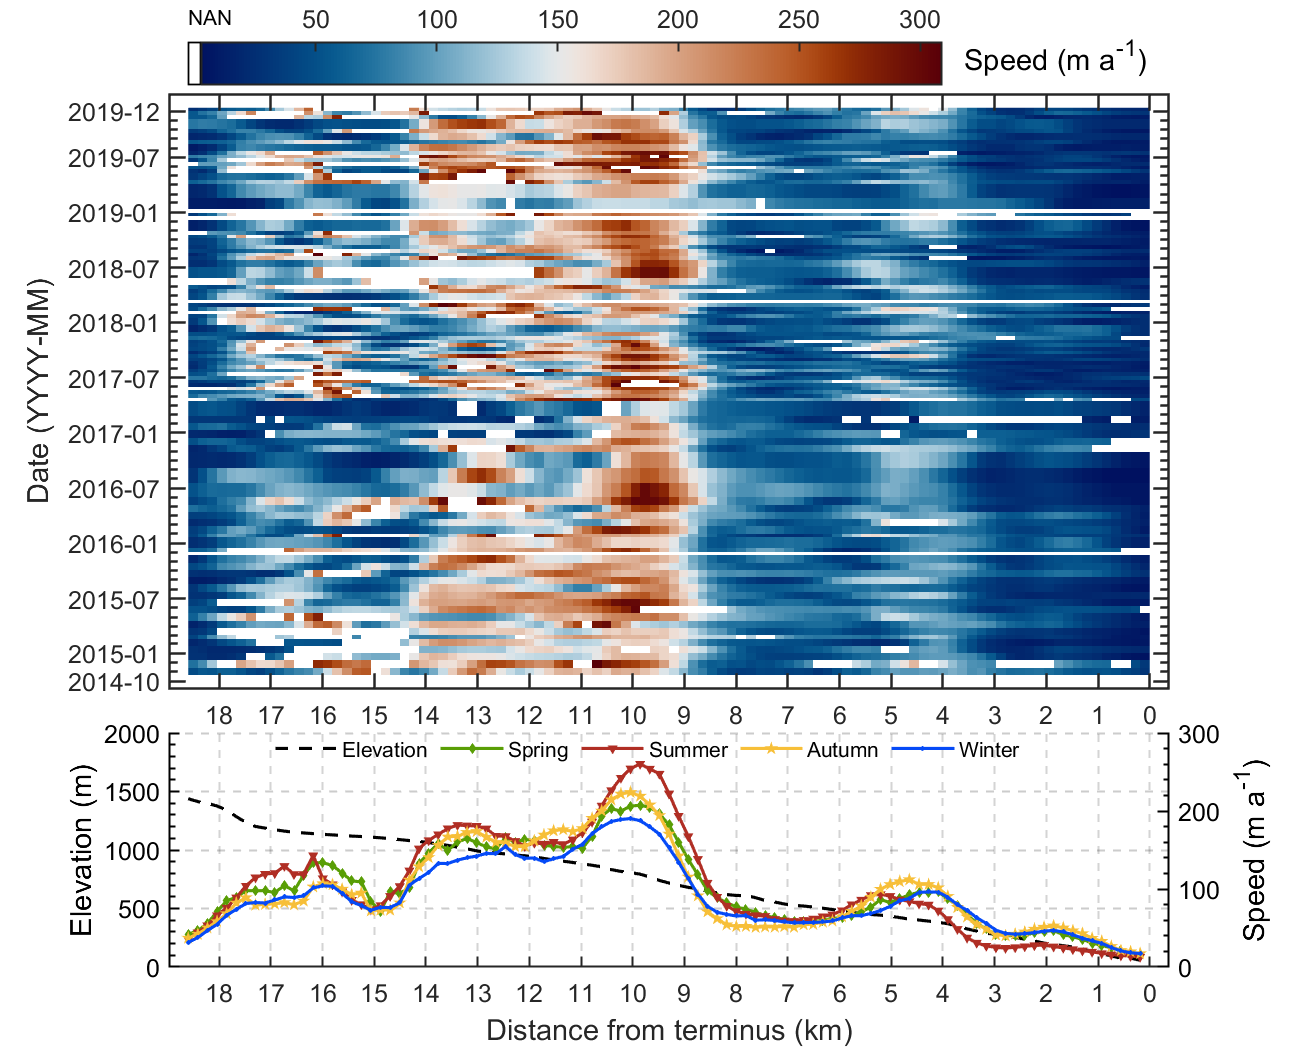 NAN 50 100 150 200 250 300
Speed (m a-1)
Date (YYYY-MM)
2019-12
2019-07
2019-01
2018-07
2018-01
2017-07
2017-01
2016-07
2016-01
2015-07
2015-01
2014-10
18 17 16 15 14 13 12 11 10 9 8 7 6 5 4 3 2 1 0
Elevation Spring Summer Autumn Winter
Elevation (m)
2000
1500
1000
500
0
300
200
100
0
Speed (m a-1)
18 17 16 15 14 13 12 11 10 9 8 7 6 5 4 3 2 1 0
Distance from terminus (km)